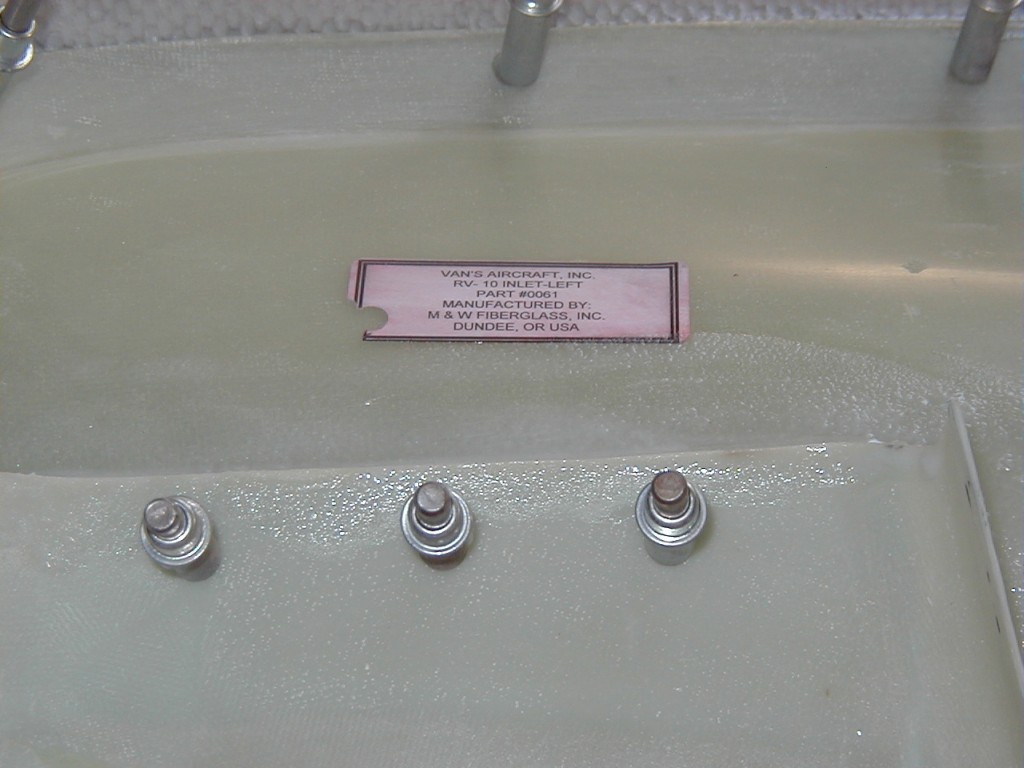 VAN'S AIRCRAFT, INC.
RV- 10 INLET-LEFT
PART #0061
MANUFACTURED BY:
M & W FIBERGLASS, INC.
DUNDEE, OR USA